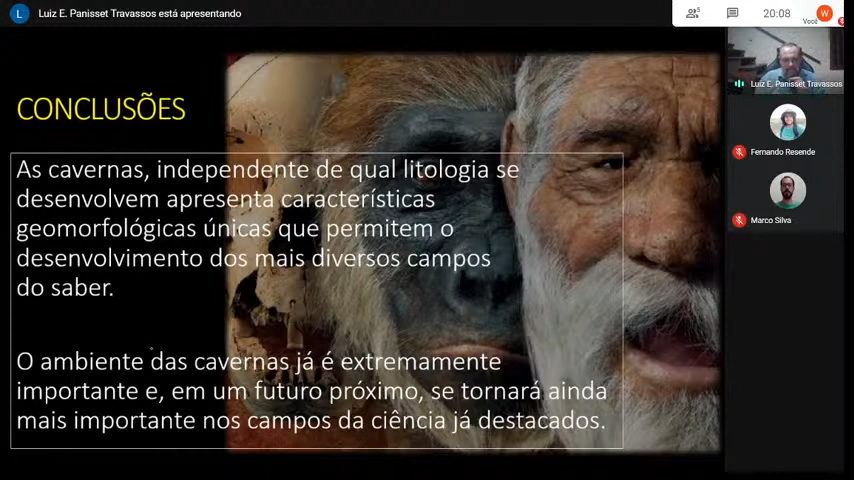 L
Luiz E. Panisset Travassos está apresentando
5
20:08
W
Você
CONCLUSÕES
As cavernas, independente de qual litologia se
desenvolvem apresenta características
geomorfológicas únicas que permitem o
desenvolvimento dos mais diversos campos
do saber.
O ambiente das cavernas já é extremamente
importante e, em um futuro próximo, se tornará ainda
mais importante nos campos da ciência já destacados.
Luiz E. Panisset Travassos
Fernando Resende
Marco Silva